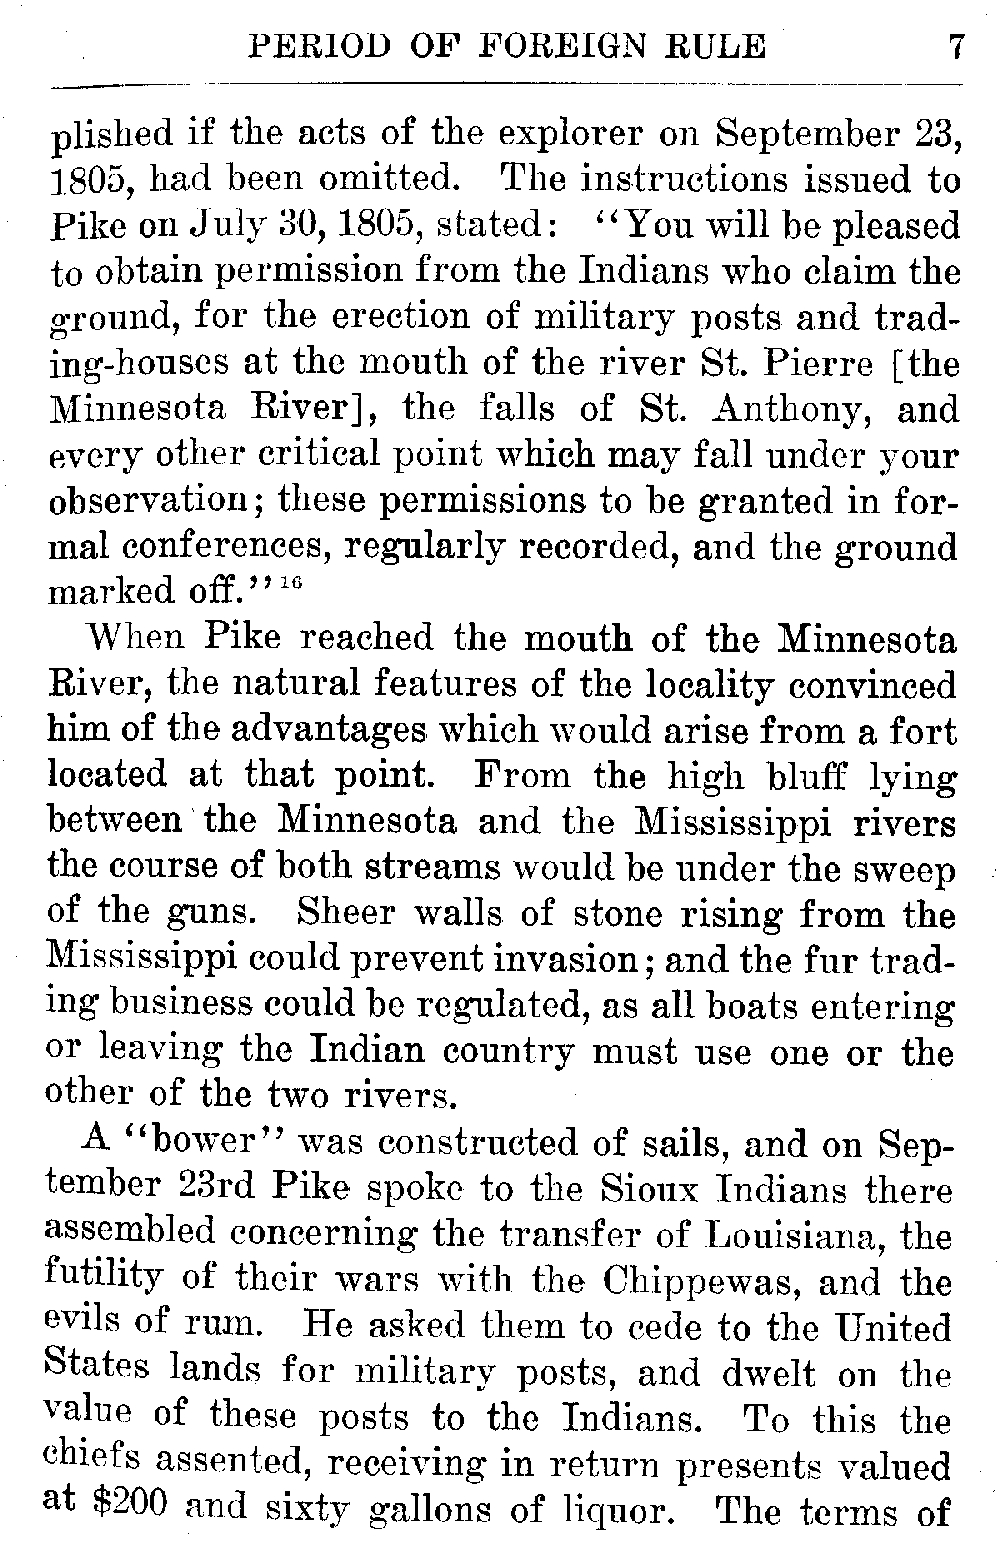 PERIOD OF FOREIGN RULE 7
plished if the acts of the explorer on September 23,
1805, had been omitted. The instructions issued to
Pike on July 30, 1805, stated: “You will be pleased
to obtain permission from the Indians who claim the
ground, for the erection of military posts and trad-
ing-houses at the mouth of the river St. Pierre [the
Minnesota River], the falls of St. Anthony, and
every other critical point which may fall under your
observation; these permissions to be granted in for-
mal conferences, regularly recorded, and the ground
marked off.”16
When Pike reached the mouth of the Minnesota
River, the natural features of the locality convinced
him of the advantages which would arise from a fort
located at that point. From the high bluff lying
between the Minnesota and the Mississippi rivers
the course of both streams would be under the sweep
of the guns. Sheer walls of stone rising from the
Mississippi could prevent invasion; and the fur trad-
ing business could be regulated, as all boats entering
or leaving the Indian country must use one or the
other of the two rivers.
A “bower” was constructed of sails, and on Sep-
tember 23rd Pike spoke to the Sioux Indians there
assembled concerning the transfer of Louisiana, the
futility of their wars with the Chippewas, and the
evils of rum. He asked them to cede to the United
States lands for military posts, and dwelt on the
value of these posts to the Indians. To this the
chiefs assented, receiving in return presents valued
at $200 and sixty gallons of liquor. The terms of